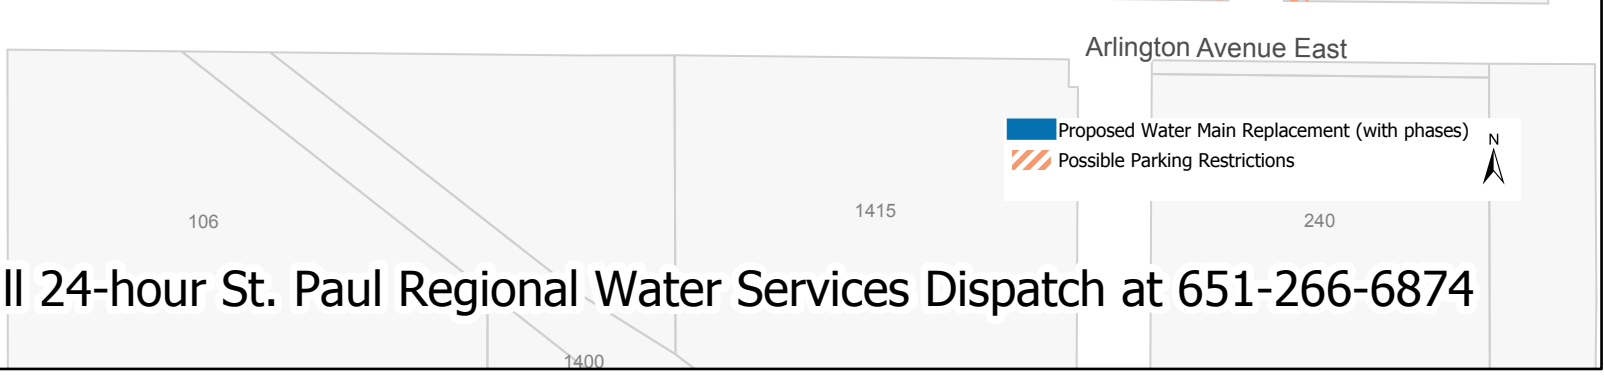 Arlington Avenue East
Proposed Water Main Replacement (with phases)
N
Possible Parking Restrictions
106
1415
240
ll 24-hour St. Paul Regional Water Services Dispatch at 651-266-6874
1400